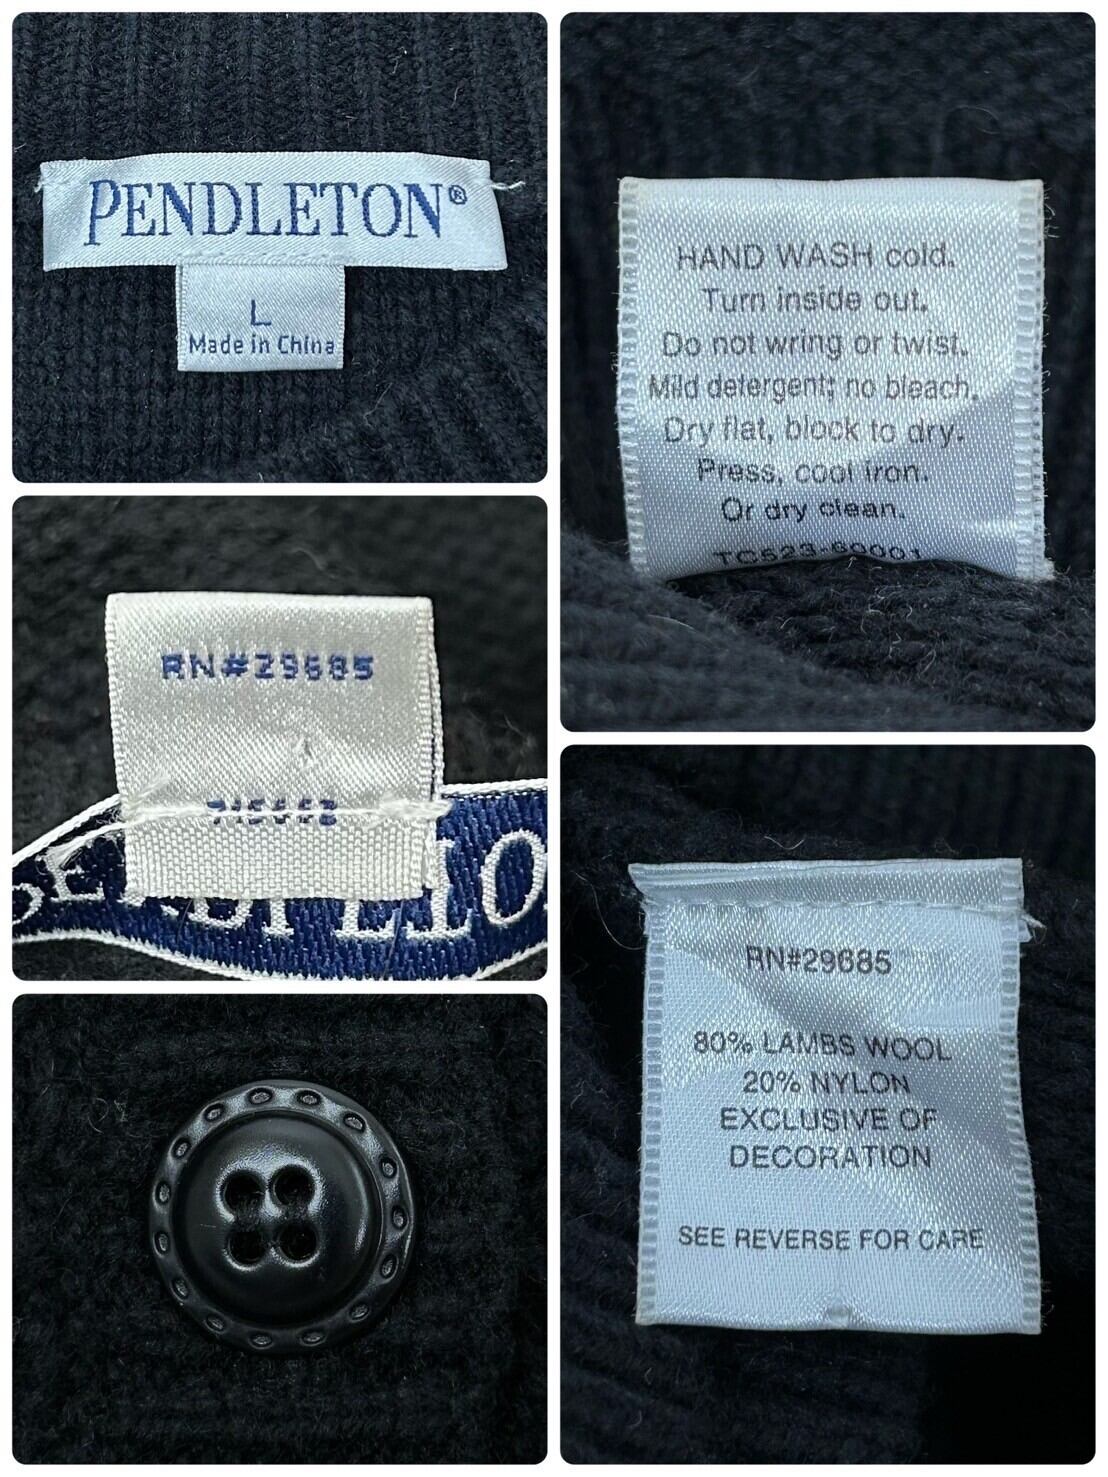 PENDLETON®
L
Made in China
HAND WASH cold.
Turn inside out.
Do not wring or twist.
Mild detergent; no bleach.
Dry flat, block to dry.
Press, cool iron.
Or dry clean.
TC523-60001
RN#29685
RN#29685
80% LAMBS WOOL
20% NYLON
EXCLUSIVE OF
DECORATION
SEE REVERSE FOR CARE